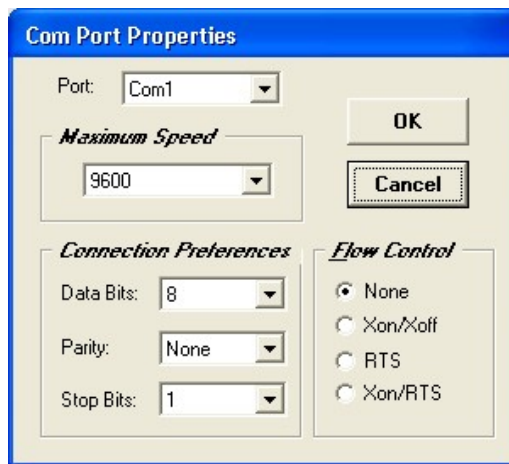 Com Port Properties
Port: Com1
OK
Maximum Speed
9600
Cancel
Connection Preferences
Data Bits: 8
Parity: None
Stop Bits: 1
Flow Control
None
Xon/Xoff
RTS
Xon/RTS